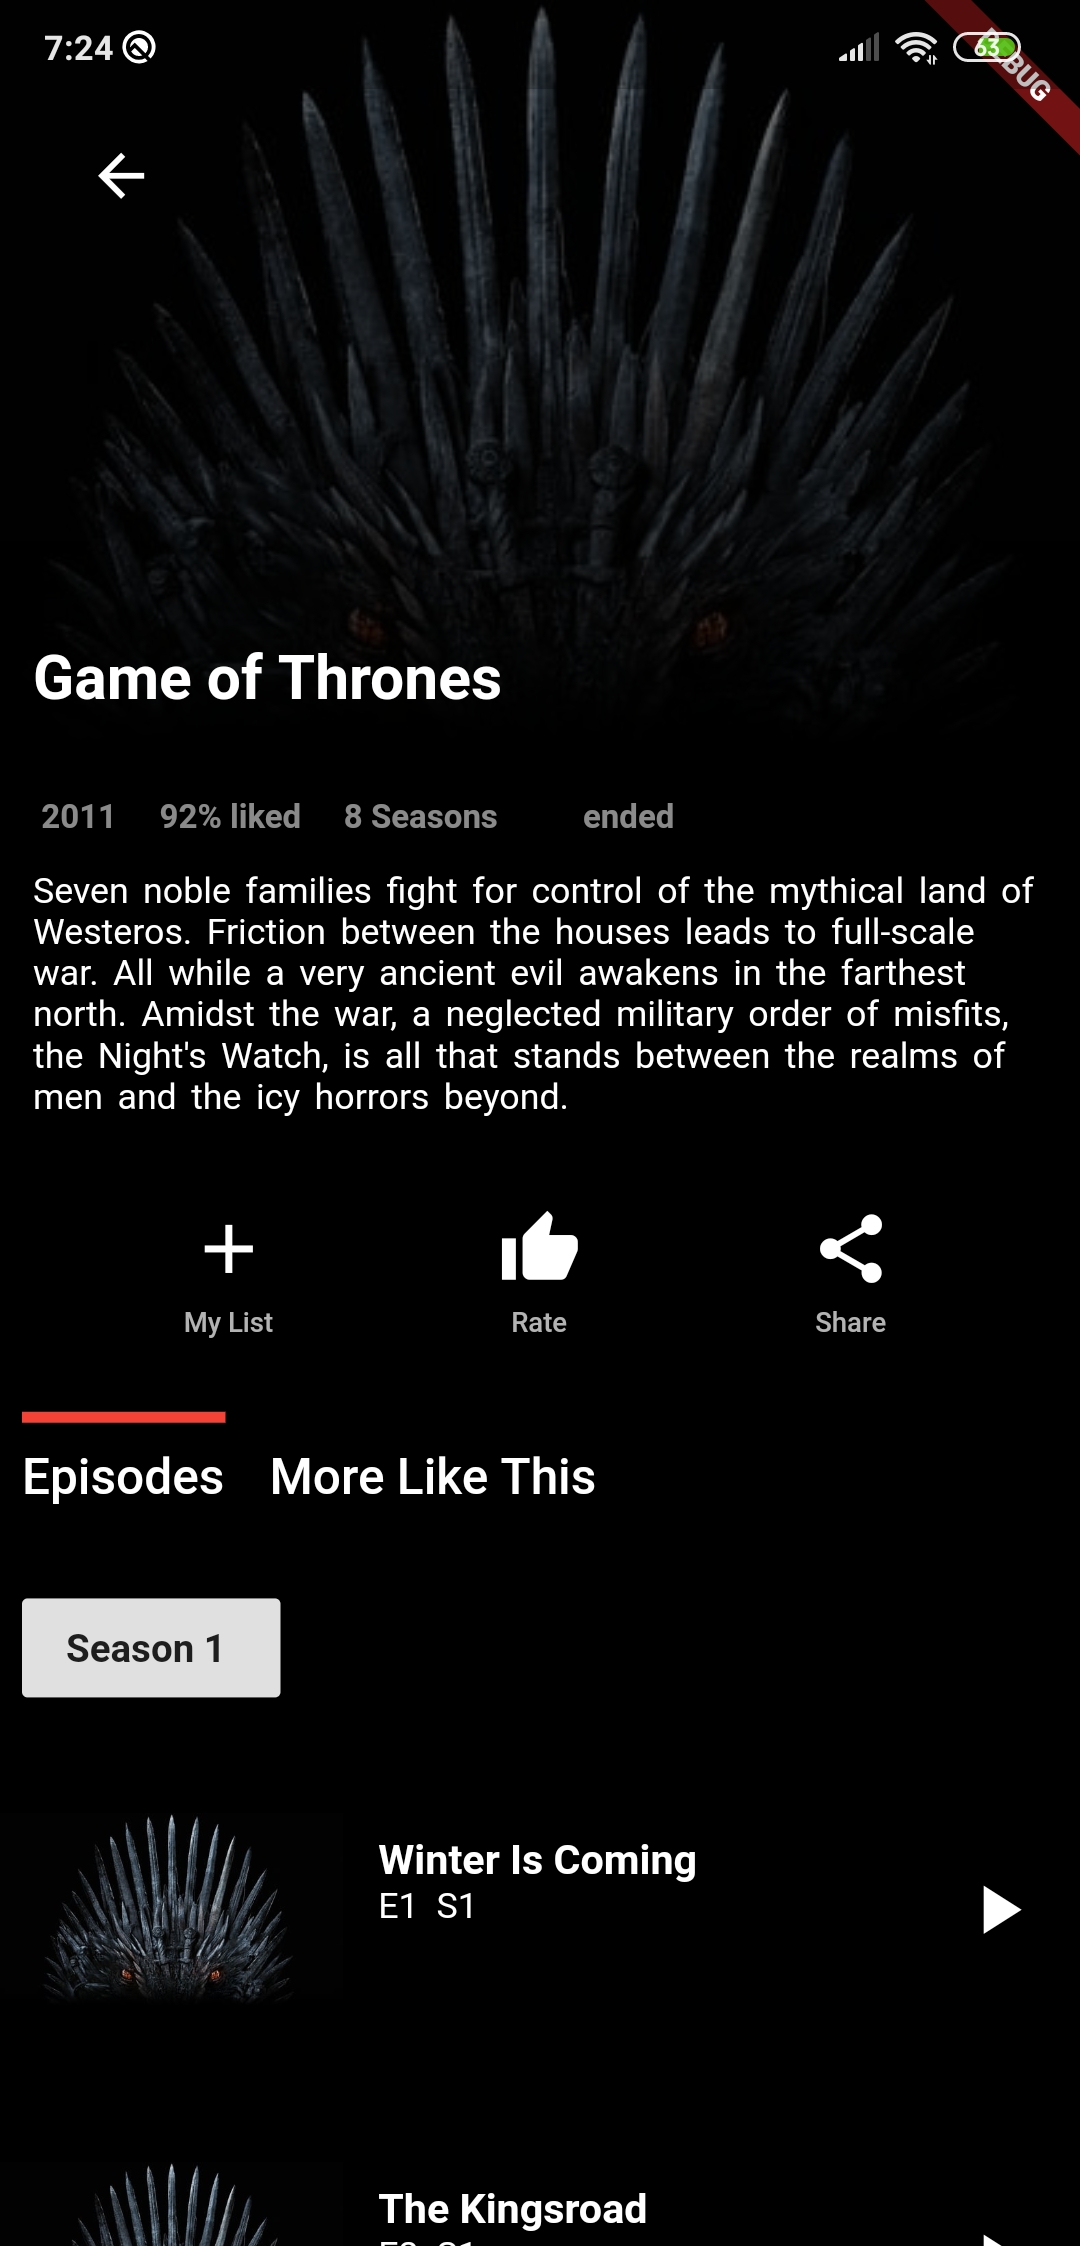 7:24
63
DEBUG
Game of Thrones
2011 92% liked 8 Seasons ended
Seven noble families fight for control of the mythical land of
Westeros. Friction between the houses leads to full-scale
war. All while a very ancient evil awakens in the farthest
north. Amidst the war, a neglected military order of misfits,
the Night's Watch, is all that stands between the realms of
men and the icy horrors beyond.
My List Rate Share
Episodes More Like This
Season 1
Winter Is Coming
E1 S1
The Kingsroad
E2 S1